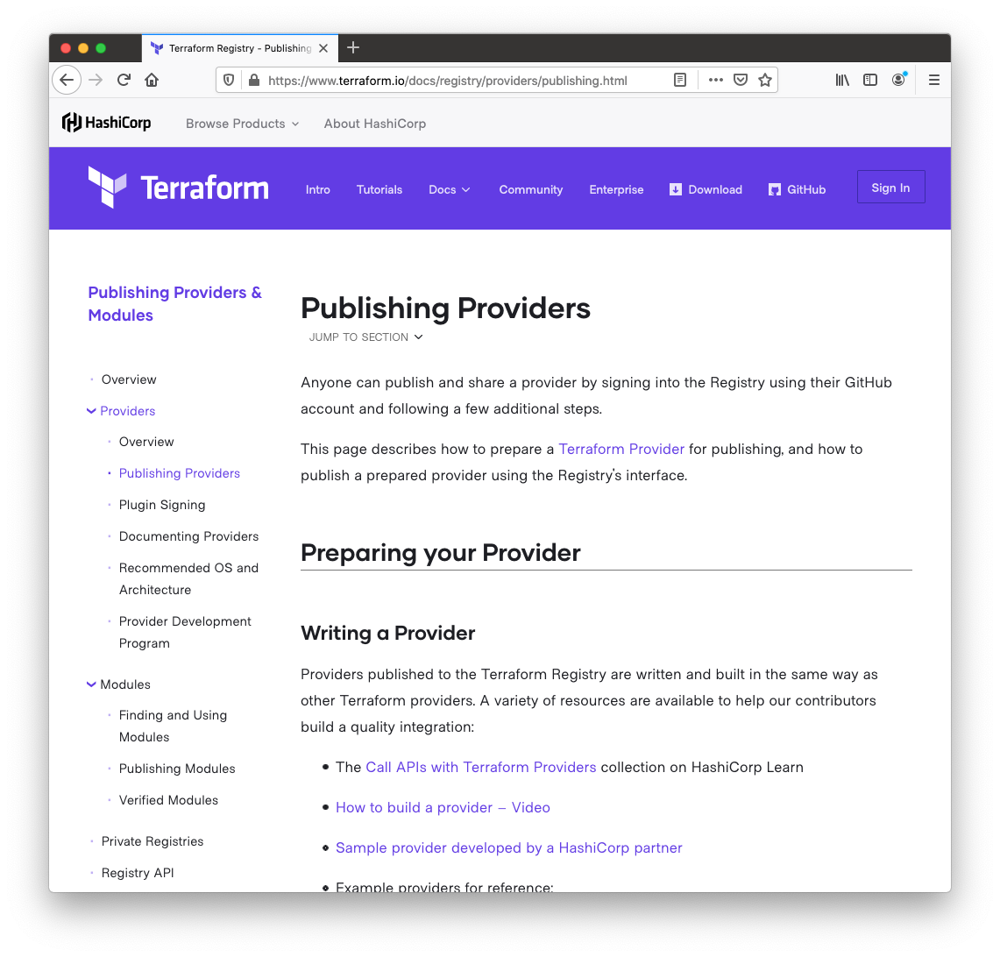 Terraform Registry - Publishing
https://www.terraform.io/docs/registry/providers/publishing.html
HashiCorp
Browse Products
About HashiCorp
Terraform
Intro
Tutorials
Docs
Community
Enterprise
Download
GitHub
Sign In
Publishing Providers &
Modules
Overview
Providers
Overview
Publishing Providers
Plugin Signing
Documenting Providers
Recommended OS and
Architecture
Provider Development
Program
Modules
Finding and Using
Modules
Publishing Modules
Verified Modules
Private Registries
Registry API
Publishing Providers
JUMP TO SECTION
Anyone can publish and share a provider by signing into the Registry using their GitHub
account and following a few additional steps.
This page describes how to prepare a Terraform Provider for publishing, and how to
publish a prepared provider using the Registry's interface.
Preparing your Provider
Writing a Provider
Providers published to the Terraform Registry are written and built in the same way as
other Terraform providers. A variety of resources are available to help our contributors
build a quality integration:
The Call APIs with Terraform Providers collection on HashiCorp Learn
How to build a provider – Video
Sample provider developed by a HashiCorp partner
Example providers for reference: